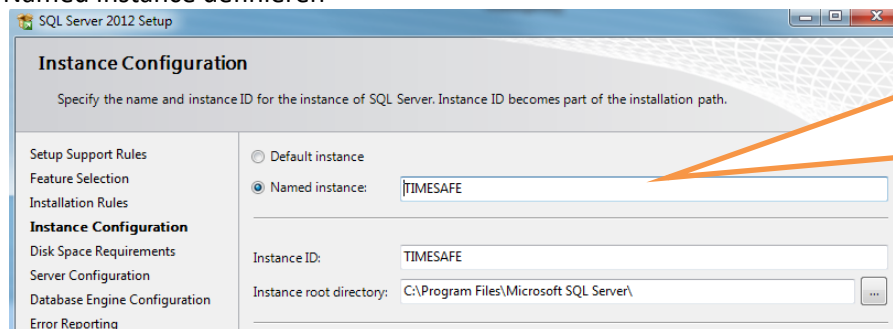 Named Instance definieren
SQL Server 2012 Setup
Instance Configuration
Specify the name and instance ID for the instance of SQL Server. Instance ID becomes part of the installation path.
Setup Support Rules
Feature Selection
Installation Rules
Instance Configuration
Disk Space Requirements
Server Configuration
Database Engine Configuration
Error Reporting
Default instance
Named instance: TIMESAFE
Instance ID: TIMESAFE
Instance root directory: C:\Program Files\Microsoft SQL Server\ ...